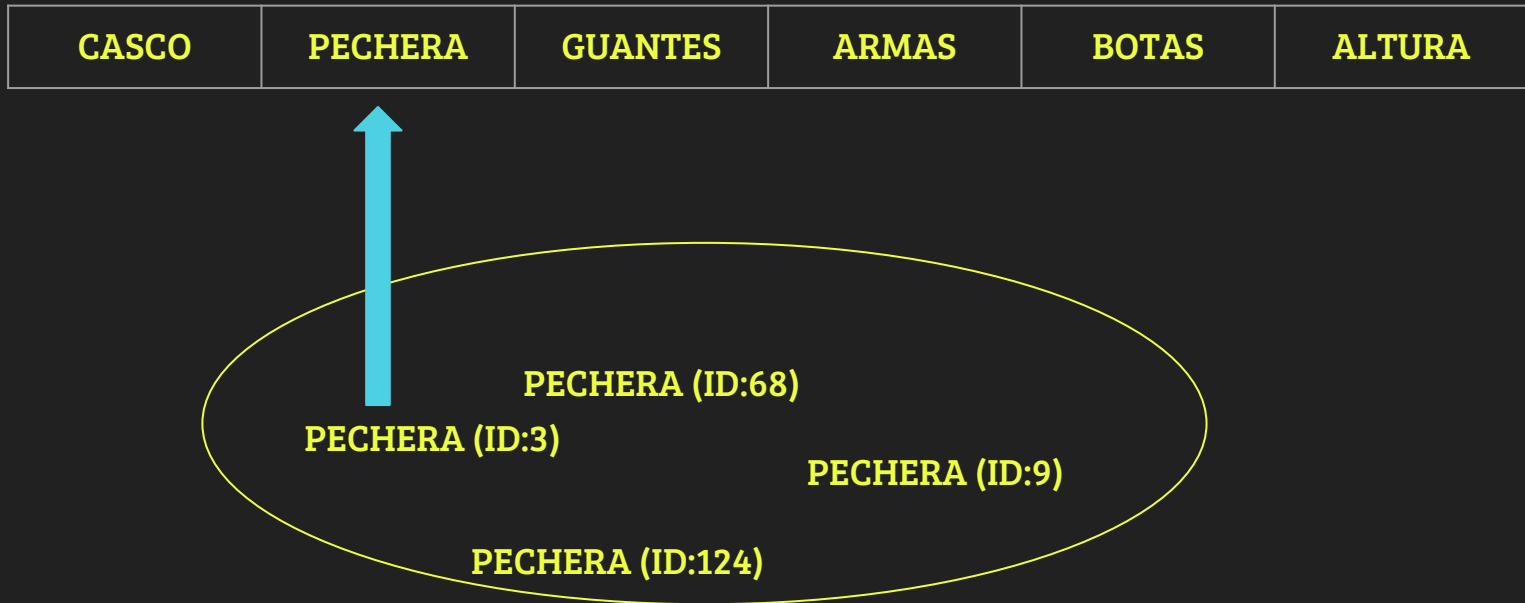 CASCO PECHERA GUANTES ARMAS BOTAS ALTURA
PECHERA (ID:68)
PECHERA (ID:3)
PECHERA (ID:9)
PECHERA (ID:124)